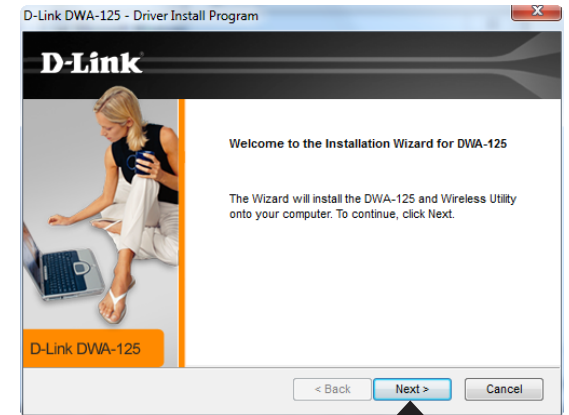 D-Link DWA-125 - Driver Install Program
D-Link
Welcome to the Installation Wizard for DWA-125
The Wizard will install the DWA-125 and Wireless Utility
onto your computer. To continue, click Next.
D-Link DWA-125
< Back Next > Cancel